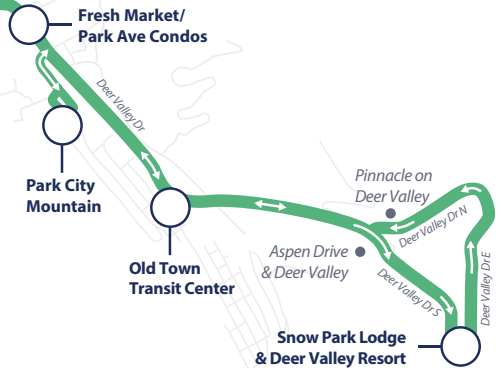 Fresh Market/
Park Ave Condos
Deer Valley Dr
Park City
Mountain
Pinnacle on
Deer Valley
Deer Valley Dr N
Aspen Drive
& Deer Valley
Deer Valley Dr E
Deer Valley Dr S
Old Town
Transit Center
Snow Park Lodge
& Deer Valley Resort